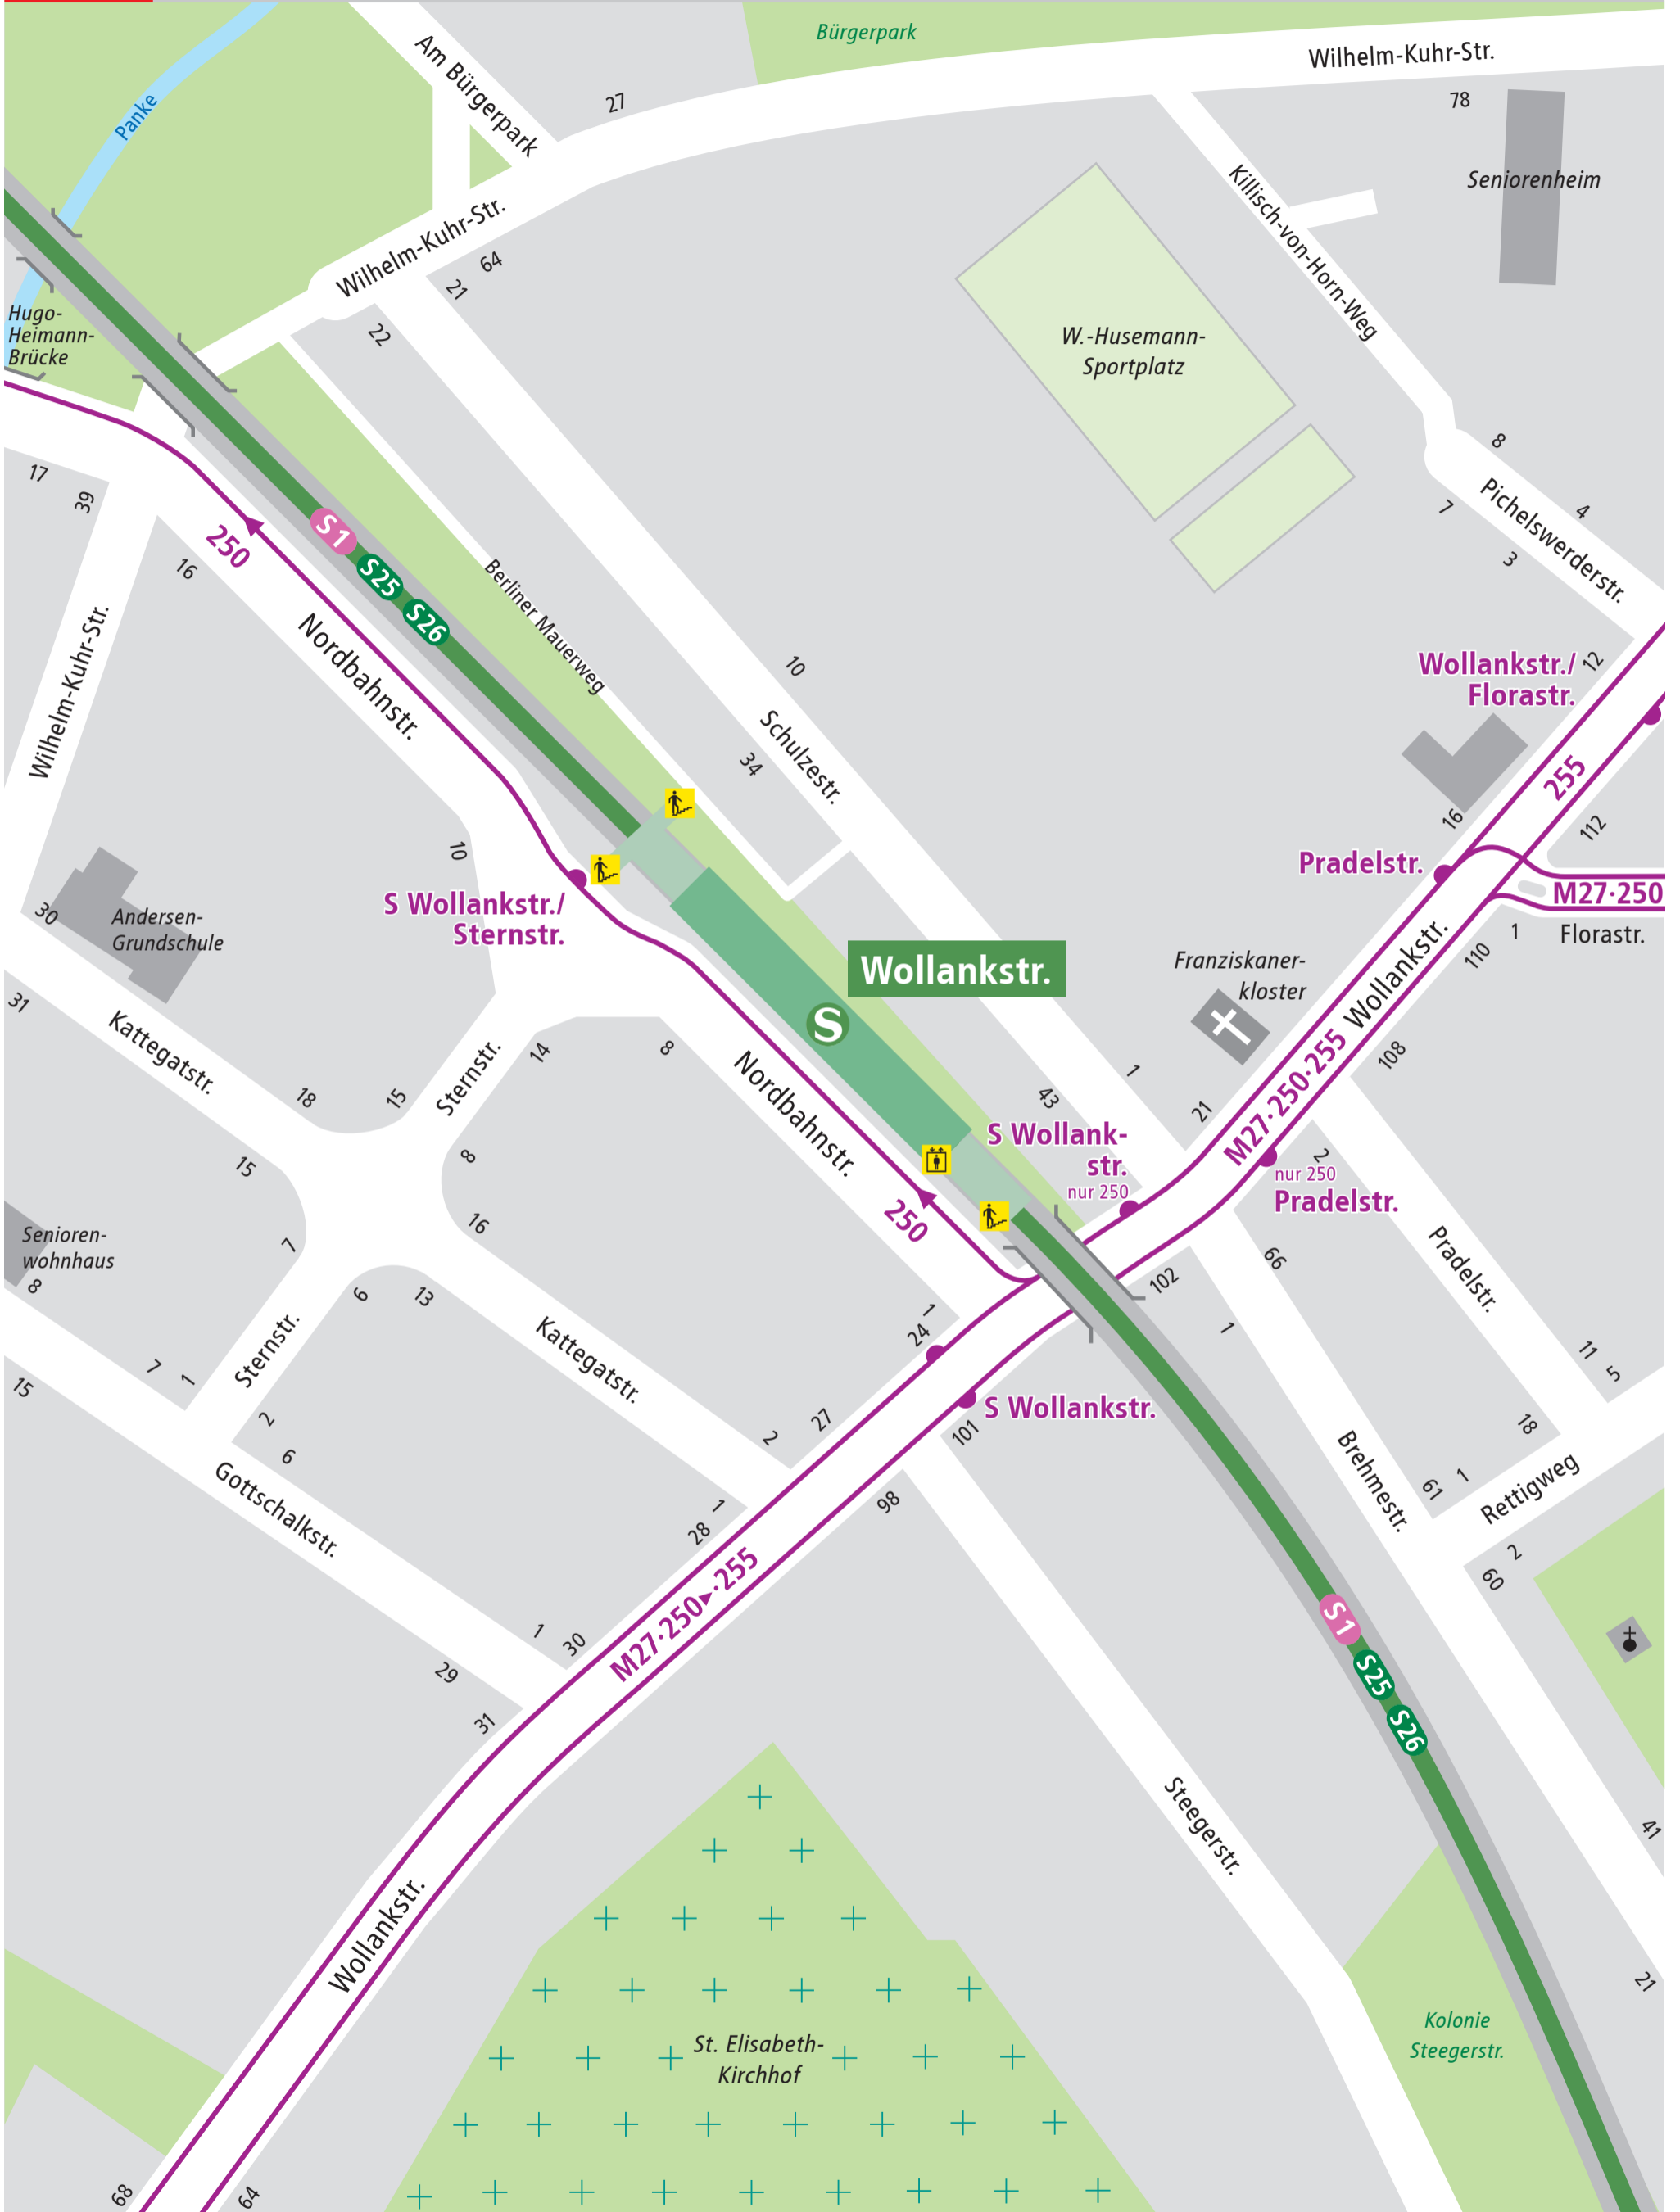 Bürgerpark
Wilhelm-Kuhr-Str.
Am Bürgerpark
27
78
Panke
Seniorenheim
Killisch-von-Horn-Weg
Wilhelm-Kuhr-Str.
64
21
22
Hugo-
Heimann-
Brücke
W.-Husemann-
Sportplatz
17
39
8
4
7
3
Pichelswerderstr.
S1
S25
S26
250
16
Berliner Mauerweg
Nordbahnstr.
Wilhelm-Kuhr-Str.
10
Schulzestr.
34
Wollankstr./
Florastr.
12
255
16
112
Pradelstr.
M27·250
Florastr.
1
110
10
S Wollankstr./
Sternstr.
30
Andersen-
Grundschule
31
Wollankstr.
S
Franziskaner-
kloster
Wollankstr.
M27·250·255
108
Kattegatstr.
18
15
Sternstr.
14
8
Nordbahnstr.
43
1
21
S Wollank-
str.
nur 250
2
nur 250
Pradelstr.
15
8
16
7
250
Senioren-
wohnhaus
8
6
13
66
102
Pradelstr.
1
24
1
Sternstr.
Kattegatstr.
7
1
15
11
5
S Wollankstr.
2
6
2
27
101
18
Brehmestr.
61
1
Rettigweg
Gottschalkstr.
1
28
98
2
60
M27·250►·255
S1
S25
S26
1
30
29
31
Steegerstr.
41
Wollankstr.
21
Kolonie
Steegerstr.
St. Elisabeth-
Kirchhof
68
64